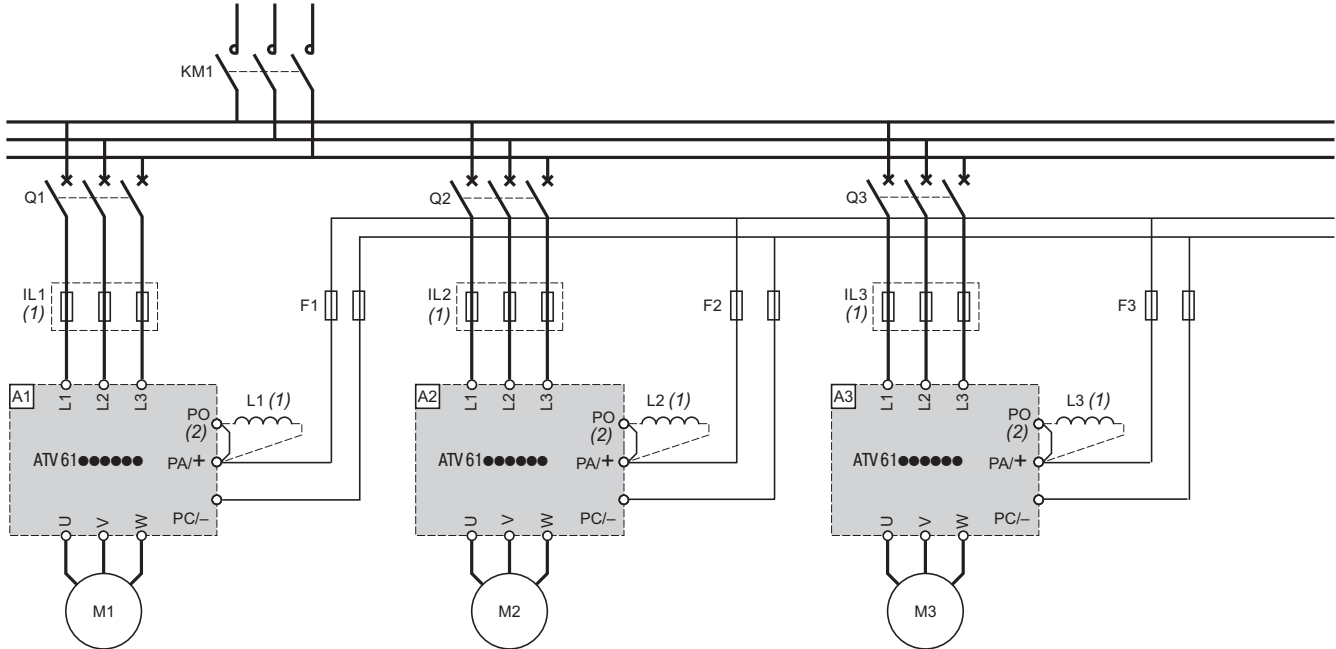 KM1
Q1
Q2
Q3
IL1
(1)
F1
IL2
(1)
F2
IL3
(1)
F3
A1
L1
L2
L3
PO
(2)
L1 (1)
ATV 61●●●●●●
PA/+
PC/–
U
V
W
M1
A2
L1
L2
L3
PO
(2)
L2 (1)
ATV 61●●●●●●
PA/+
PC/–
U
V
W
M2
A3
L1
L2
L3
PO
(2)
L3 (1)
ATV 61●●●●●●
PA/+
PC/–
U
V
W
M3